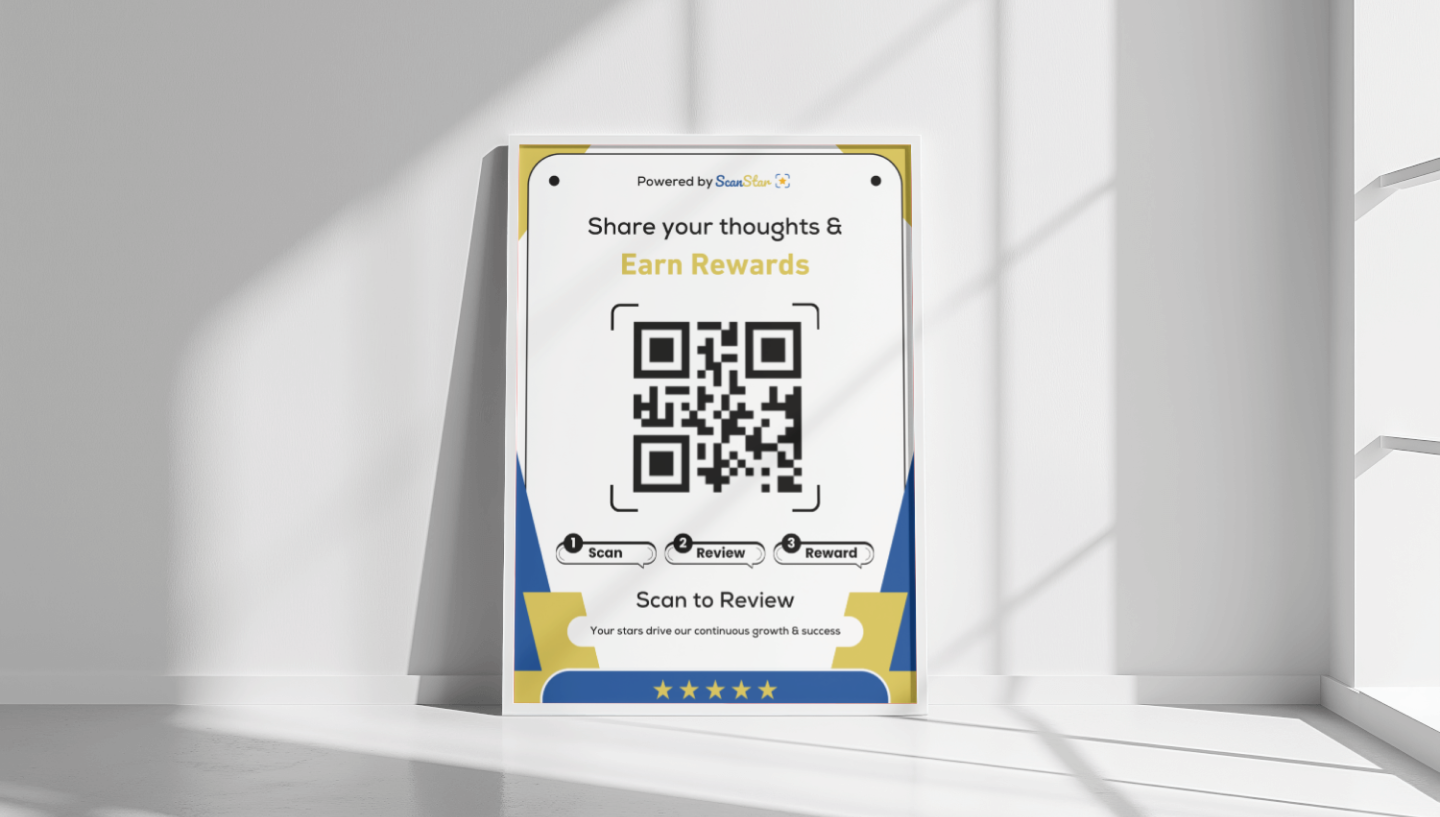 Powered by ScanStar
Share your thoughts &
Earn Rewards
1 Scan
2 Review
3 Reward
Scan to Review
Your stars drive our continuous growth & success